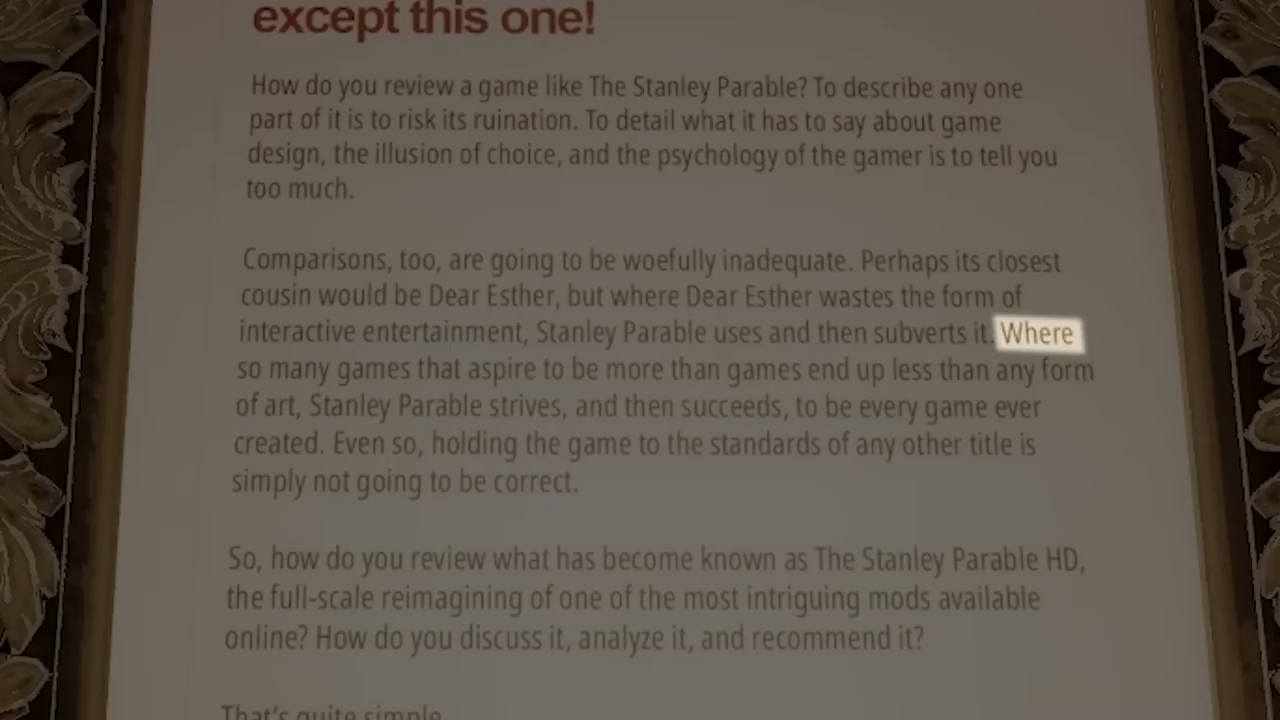 except this one!
How do you review a game like The Stanley Parable? To describe any one
part of it is to risk its ruination. To detail what it has to say about game
design, the illusion of choice, and the psychology of the gamer is to tell you
too much.
Comparisons, too, are going to be woefully inadequate. Perhaps its closest
cousin would be Dear Esther, but where Dear Esther wastes the form of
interactive entertainment, Stanley Parable uses and then subverts it. Where
so many games that aspire to be more than games end up less than any form
of art, Stanley Parable strives, and then succeeds, to be every game ever
created. Even so, holding the game to the standards of any other title is
simply not going to be correct.
So, how do you review what has become known as The Stanley Parable HD,
the full-scale reimagining of one of the most intriguing mods available
online? How do you discuss it, analyze it, and recommend it?
That's quite simple